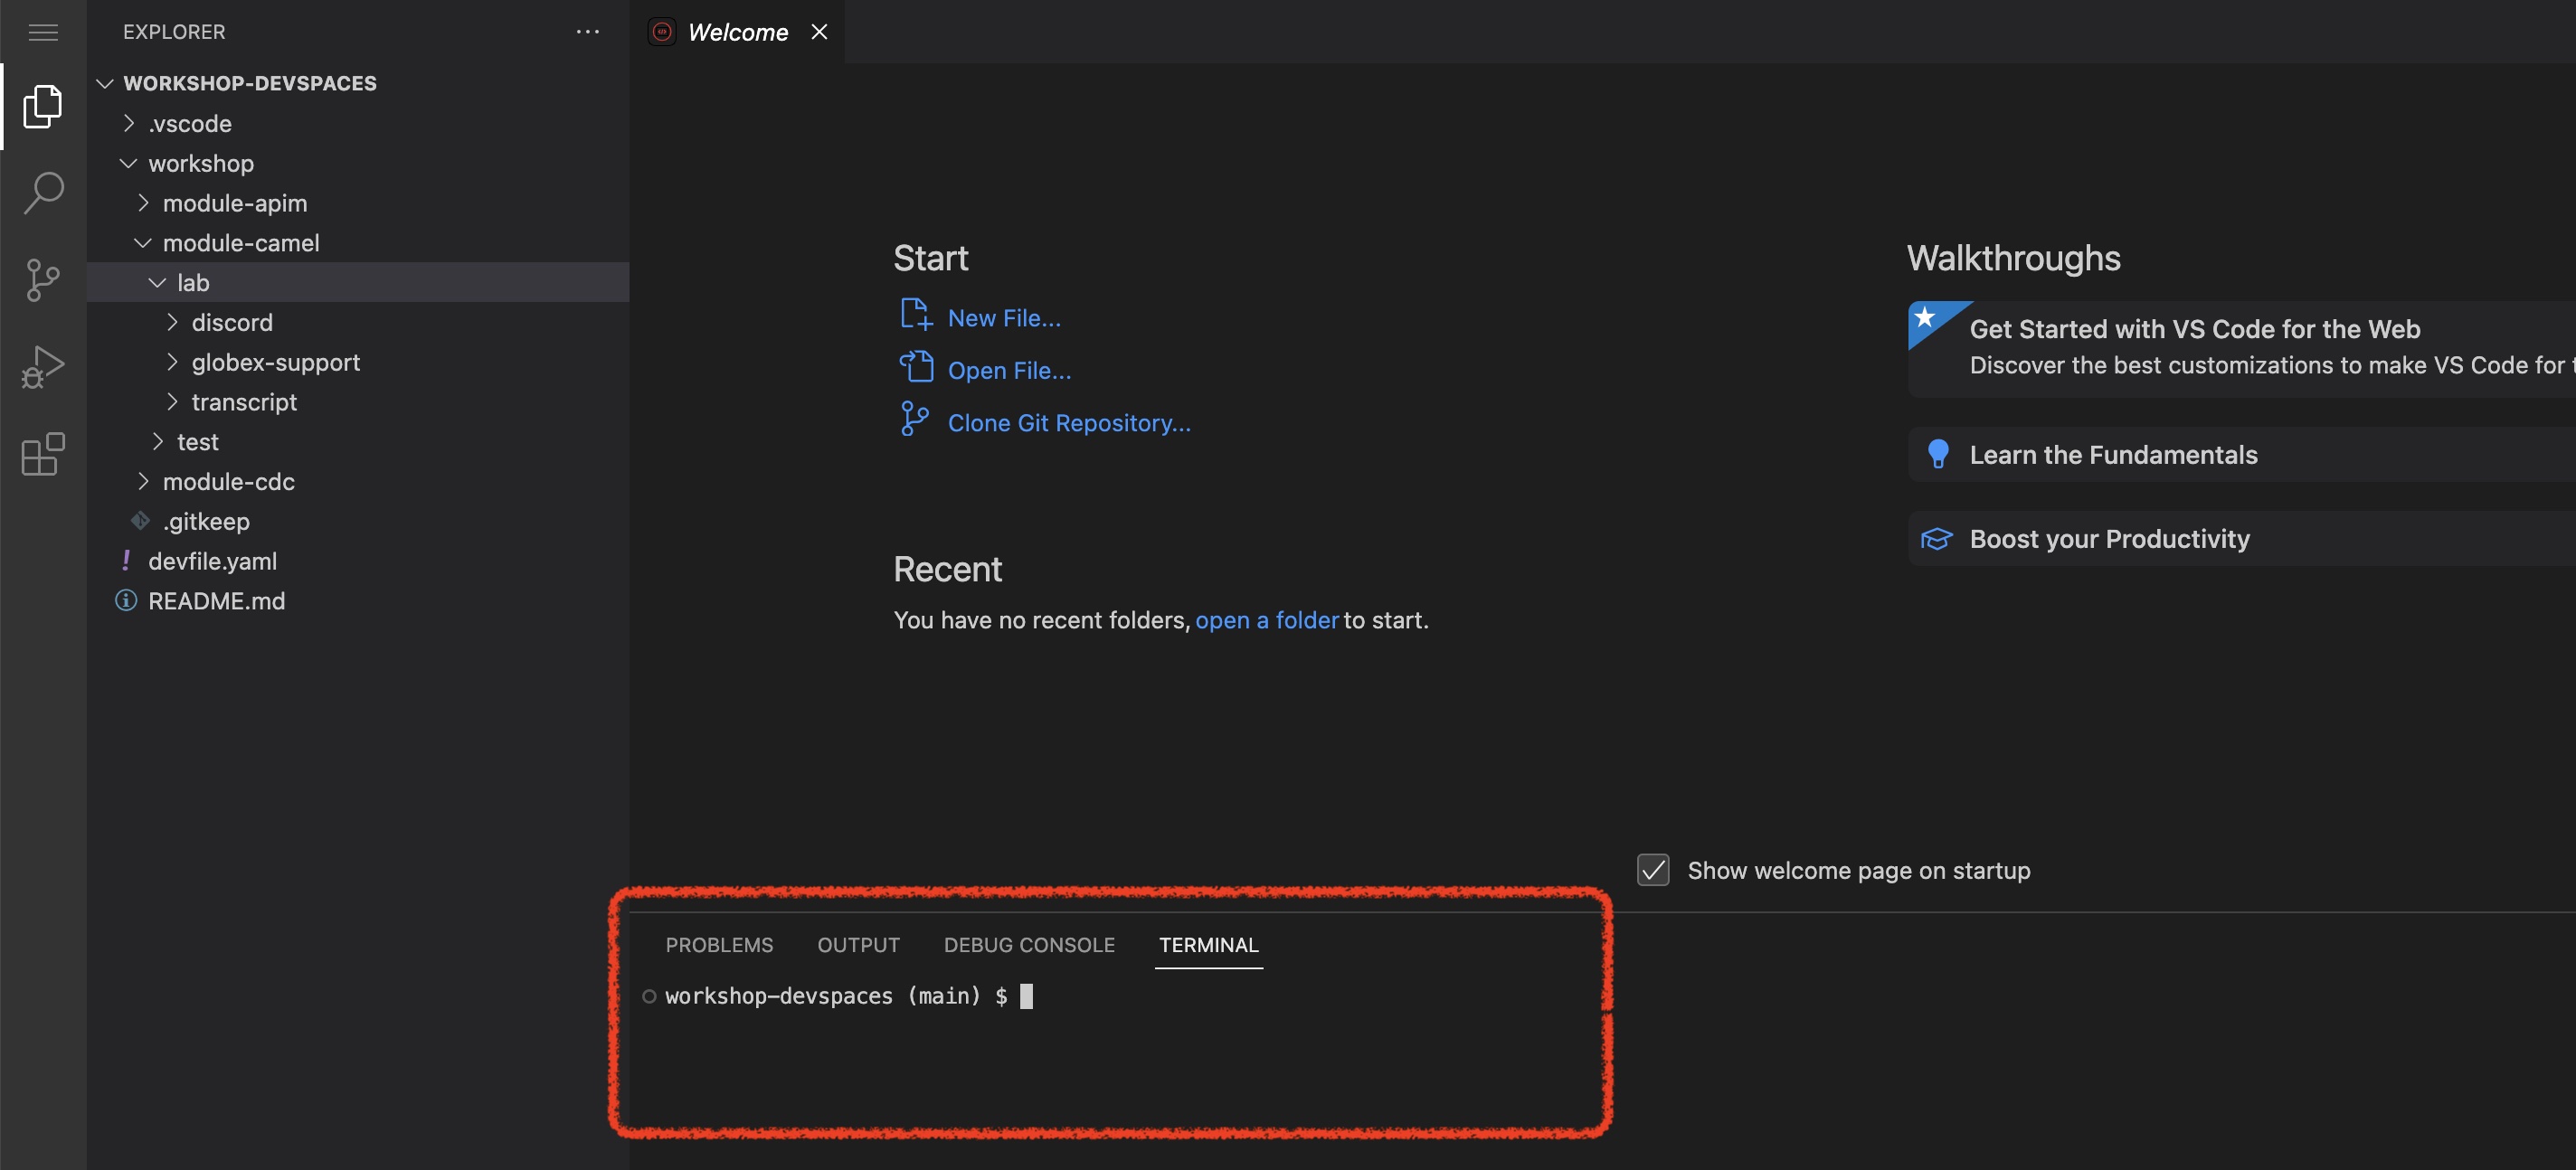 EXPLORER
WORKSHOP-DEVSPACES
.vscode
workshop
module-apim
module-camel
lab
discord
globex-support
transcript
test
module-cdc
.gitkeep
devfile.yaml
README.md
Welcome
Start
New File...
Open File...
Clone Git Repository...
Recent
You have no recent folders, open a folder to start.
Walkthroughs
Get Started with VS Code for the Web
Discover the best customizations to make VS Code for
Learn the Fundamentals
Boost your Productivity
Show welcome page on startup
PROBLEMS OUTPUT DEBUG CONSOLE TERMINAL
workshop-devspaces (main) $